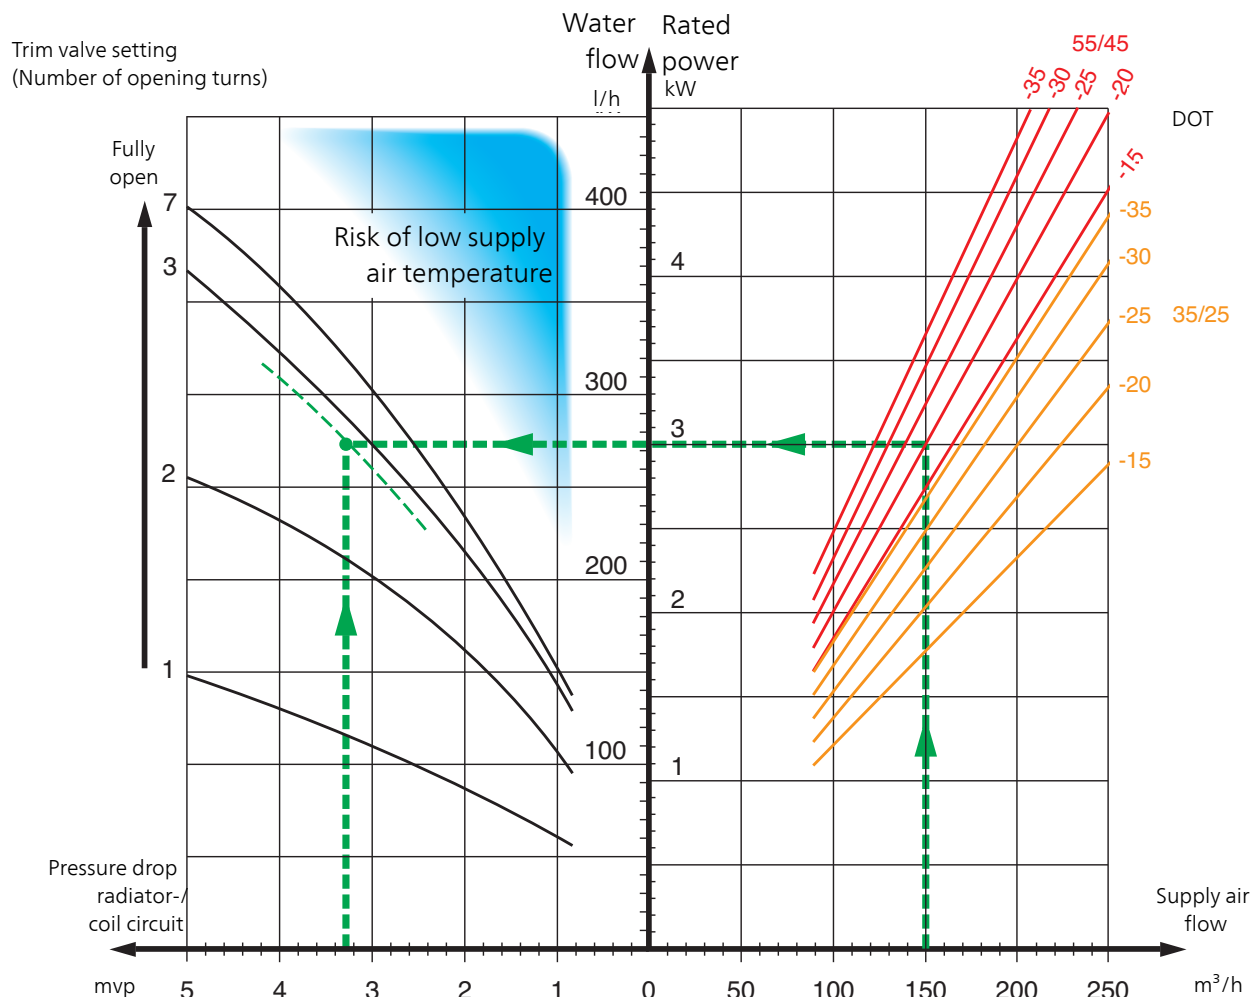 Trim valve setting
(Number of opening turns)
Water
flow
l/h
Rated
power
kW
55/45
-35
-30
-25
-20
-15
DOT
Fully
open
7
3
2
1
400
300
200
100
Risk of low supply
air temperature
4
3
2
1
-35
-30
-25
-20
-15
35/25
Pressure drop
radiator-/
coil circuit
Supply air
flow
mvp
5
4
3
2
1
0
50
100
150
200
250
m³/h